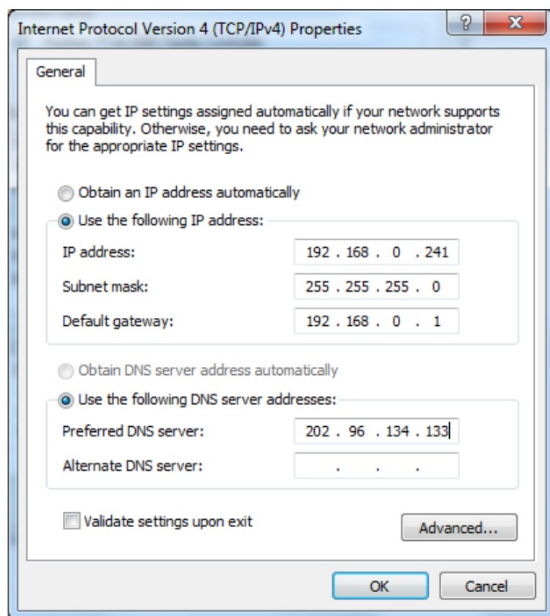 Internet Protocol Version 4 (TCP/IPv4) Properties
General
You can get IP settings assigned automatically if your network supports
this capability. Otherwise, you need to ask your network administrator
for the appropriate IP settings.
Obtain an IP address automatically
Use the following IP address:
IP address: 192 . 168 . 0 . 241
Subnet mask: 255 . 255 . 255 . 0
Default gateway: 192 . 168 . 0 . 1
Obtain DNS server address automatically
Use the following DNS server addresses:
Preferred DNS server: 202 . 96 . 134 . 133
Alternate DNS server: . . .
Validate settings upon exit
Advanced...
OK Cancel